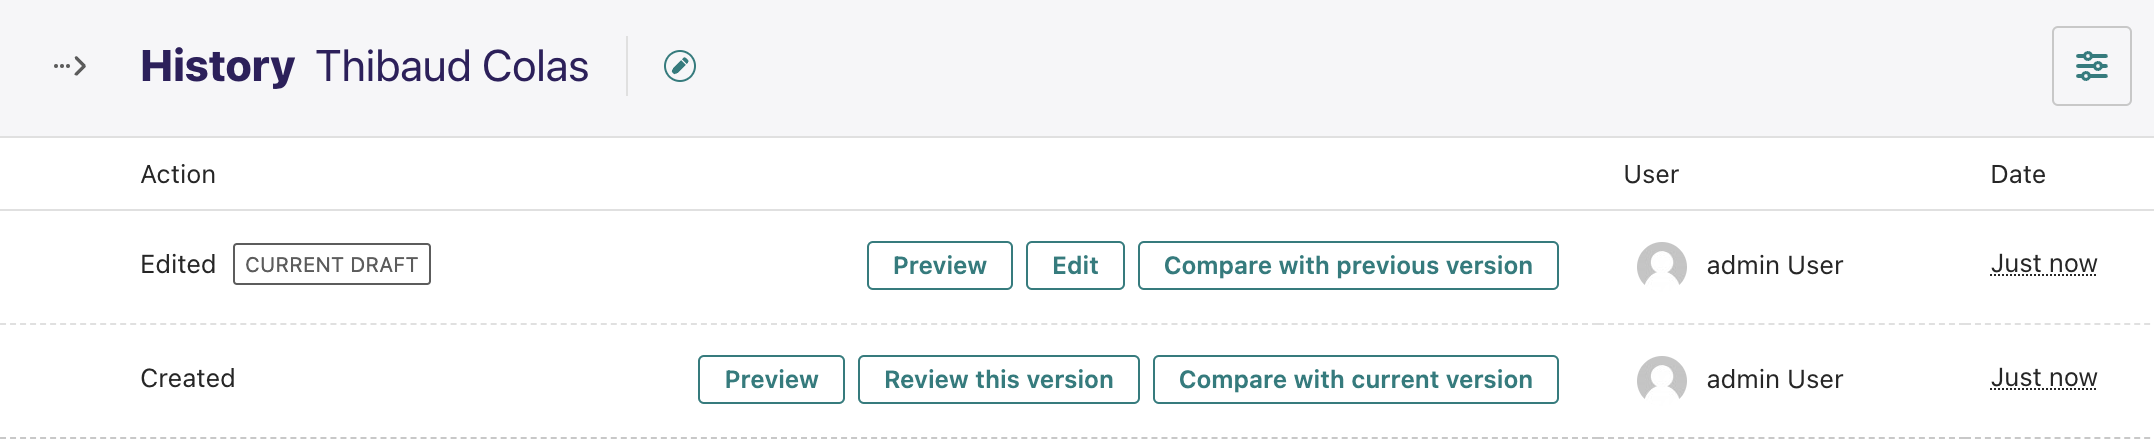 History Thibaud Colas
Action User Date
Edited CURRENT DRAFT Preview Edit Compare with previous version admin User Just now
Created Preview Review this version Compare with current version admin User Just now